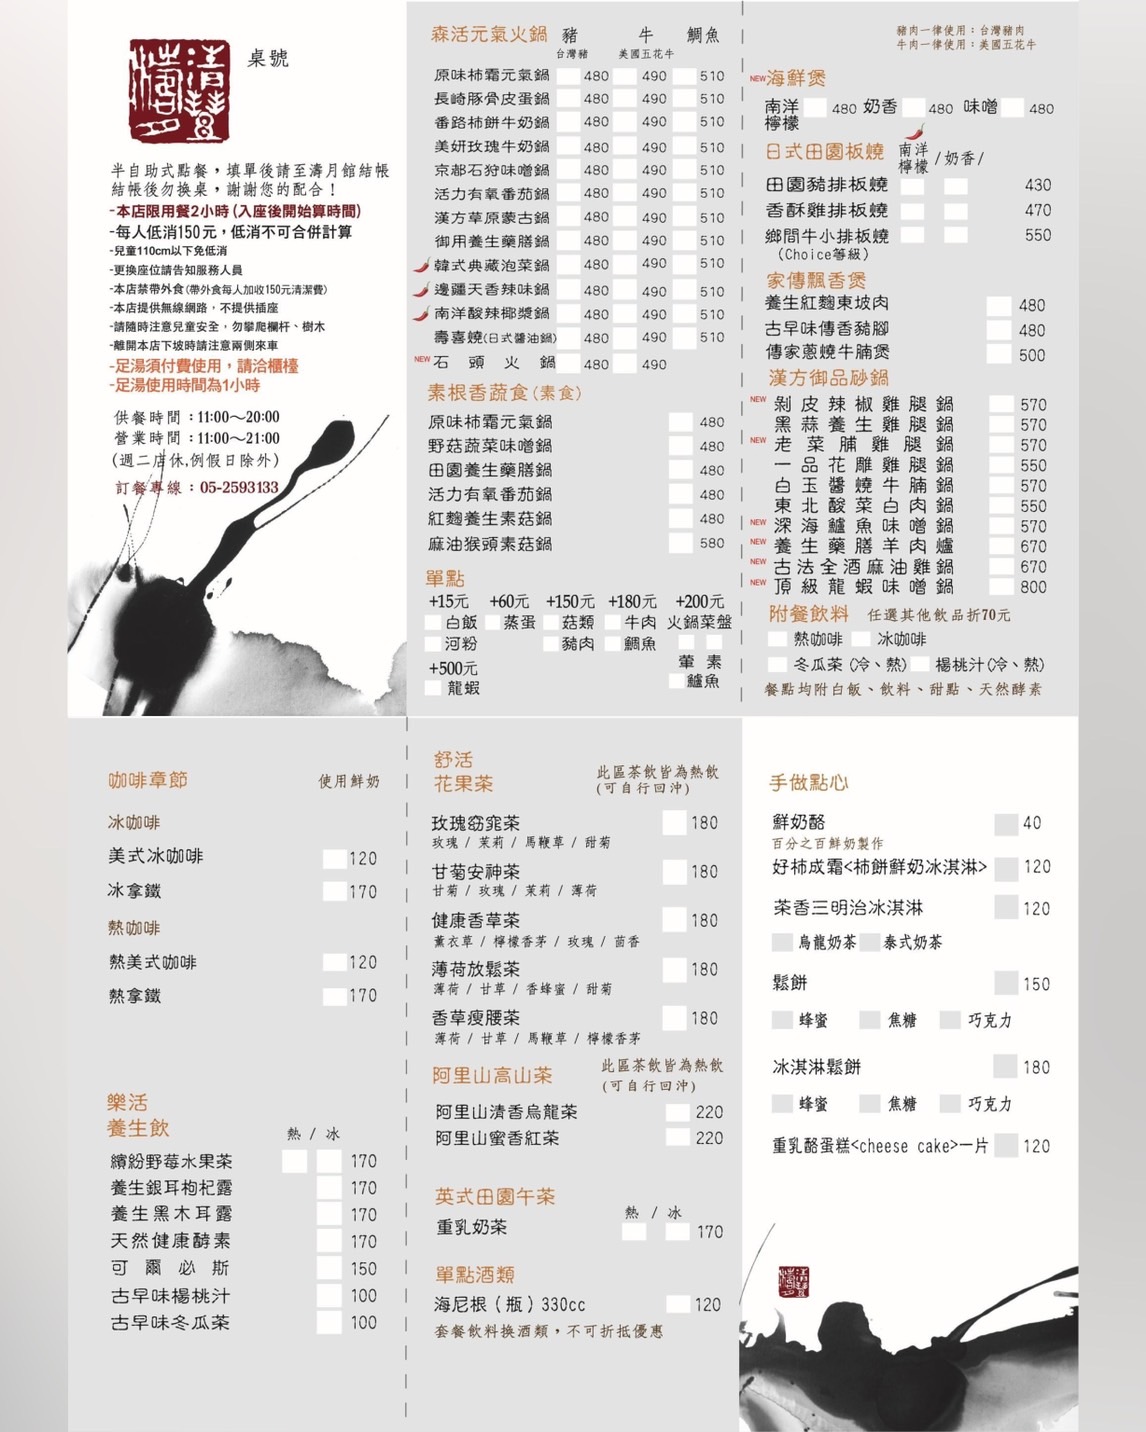 清豐濤月
桌號
半自助式點餐，填單後請至濤月館結帳
結帳後勿換桌，謝謝您的配合！
-本店限用餐2小時(入座後開始算時間)
-每人低消150元，低消不可合併計算
-兒童110cm以下免低消
-更換座位請告知服務人員
-本店禁帶外食(帶外食每人加收150元清潔費)
-本店提供無線網路，不提供插座
-請隨時注意兒童安全，勿攀爬欄杆、樹木
-離開本店下坡時請注意兩側來車
-足湯須付費使用，請洽櫃檯
-足湯使用時間為1小時
供餐時間：11:00～20:00
營業時間：11:00～21:00
(週二店休,例假日除外)
訂餐專線：05-2593133
森活元氣火鍋 豬 牛 鯛魚
台灣豬 美國五花牛
原味柿霜元氣鍋 480 490 510
長崎豚骨皮蛋鍋 480 490 510
番路柿餅牛奶鍋 480 490 510
美妍玫瑰牛奶鍋 480 490 510
京都石狩味噌鍋 480 490 510
活力有氧番茄鍋 480 490 510
漢方草原蒙古鍋 480 490 510
御用養生藥膳鍋 480 490 510
韓式典藏泡菜鍋 480 490 510
邊疆天香辣味鍋 480 490 510
南洋酸辣椰漿鍋 480 490 510
壽喜燒(日式醬油鍋) 480 490 510
NEW 石頭火鍋 480 490
素根香蔬食(素食)
原味柿霜元氣鍋 480
野菇蔬菜味噌鍋 480
田園養生藥膳鍋 480
活力有氧番茄鍋 480
紅麴養生素菇鍋 480
麻油猴頭素菇鍋 580
單點
+15元 +60元 +150元 +180元 +200元
白飯 蒸蛋 菇類 牛肉 火鍋菜盤
河粉 豬肉 鯛魚
葷 素
+500元
龍蝦 鱸魚
豬肉一律使用：台灣豬肉
牛肉一律使用：美國五花牛
NEW 海鮮煲
南洋檸檬 480 奶香 480 味噌 480
日式田園板燒 南洋檸檬/奶香/
田園豬排板燒 430
香酥雞排板燒 470
鄉間牛小排板燒 550
(Choice等級)
家傳飄香煲
養生紅麴東坡肉 480
古早味傳香豬腳 480
傳家蔥燒牛腩煲 500
漢方御品砂鍋
NEW 剝皮辣椒雞腿鍋 570
黑蒜養生雞腿鍋 570
NEW 老菜脯雞腿鍋 570
一品花雕雞腿鍋 550
白玉醬燒牛腩鍋 570
東北酸菜白肉鍋 550
NEW 深海鱸魚味噌鍋 570
NEW 養生藥膳羊肉爐 670
NEW 古法全酒麻油雞鍋 670
NEW 頂級龍蝦味噌鍋 800
附餐飲料 任選其他飲品折70元
熱咖啡 冰咖啡
冬瓜茶(冷、熱) 楊桃汁(冷、熱)
餐點均附白飯、飲料、甜點、天然酵素
咖啡章節 使用鮮奶
冰咖啡
美式冰咖啡 120
冰拿鐵 170
熱咖啡
熱美式咖啡 120
熱拿鐵 170
樂活
養生飲 熱 / 冰
繽紛野莓水果茶 170
養生銀耳枸杞露 170
養生黑木耳露 170
天然健康酵素 170
可爾必斯 150
古早味楊桃汁 100
古早味冬瓜茶 100
舒活
花果茶
此區茶飲皆為熱飲
(可自行回沖)
玫瑰窈窕茶 180
玫瑰 / 茉莉 / 馬鞭草 / 甜菊
甘菊安神茶 180
甘菊 / 玫瑰 / 茉莉 / 薄荷
健康香草茶 180
薰衣草 / 檸檬香茅 / 玫瑰 / 茴香
薄荷放鬆茶 180
薄荷 / 甘草 / 香蜂蜜 / 甜菊
香草瘦腰茶 180
薄荷 / 甘草 / 馬鞭草 / 檸檬香茅
阿里山高山茶
此區茶飲皆為熱飲
(可自行回沖)
阿里山清香烏龍茶 220
阿里山蜜香紅茶 220
英式田園午茶
熱 / 冰
重乳奶茶 170
單點酒類
海尼根（瓶）330cc 120
套餐飲料換酒類，不可折抵優惠
手做點心
鮮奶酪 40
百分之百鮮奶製作
好柿成霜<柿餅鮮奶冰淇淋> 120
茶香三明治冰淇淋 120
烏龍奶茶 泰式奶茶
鬆餅 150
蜂蜜 焦糖 巧克力
冰淇淋鬆餅 180
蜂蜜 焦糖 巧克力
重乳酪蛋糕<cheese cake>一片 120